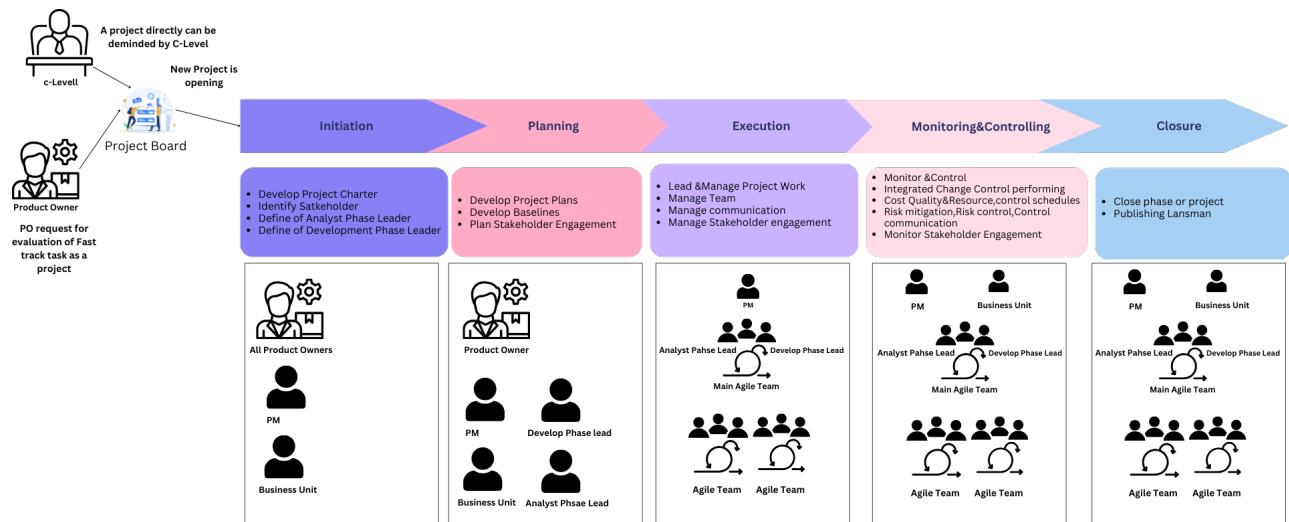 A project directly can be
deminded by C-Level
c-Levell
New Project is
opening
Project Board
Product Owner
PO request for
evaluation of Fast
track task as a
project
Initiation
Planning
Execution
Monitoring&Controlling
Closure
Develop Project Charter
Identify Satkeholder
Define of Analyst Phase Leader
Define of Development Phase Leader
Develop Project Plans
Develop Baselines
Plan Stakeholder Engagement
Lead &Manage Project Work
Manage Team
Manage communication
Manage Stakeholder engagement
Monitor &Control
Integrated Change Control performing
Cost Quality&Resource,control schedules
Risk mitigation,Risk control,Control
communication
Monitor Stakeholder Engagement
Close phase or project
Publishing Lansman
All Product Owners
PM
Business Unit
Product Owner
PM
Develop Phase lead
Business Unit
Analyst Phsae Lead
PM
Analyst Pahse Lead
Develop Phase Lead
Main Agile Team
Agile Team
Agile Team
PM
Business Unit
Analyst Pahse Lead
Develop Phase Lead
Main Agile Team
Agile Team
Agile Team
PM
Business Unit
Analyst Pahse Lead
Develop Phase Lead
Main Agile Team
Agile Team
Agile Team